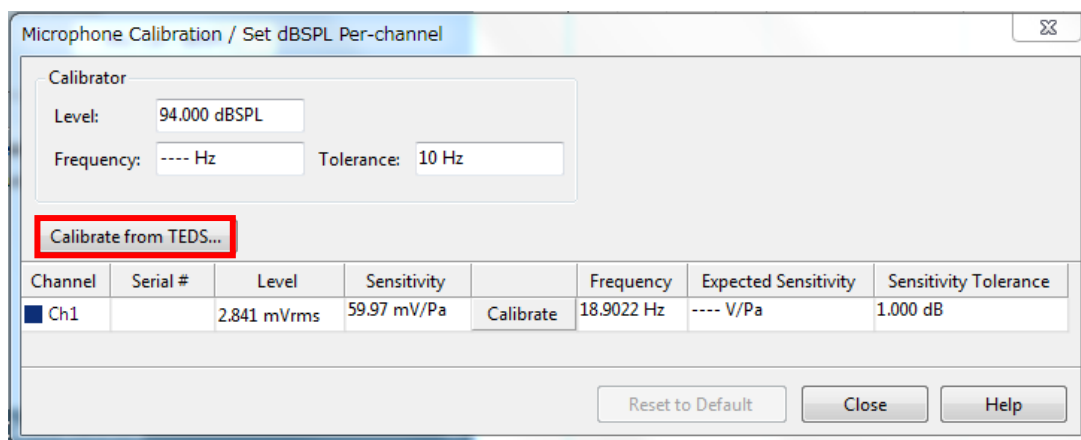 Microphone Calibration / Set dBSPL Per-channel
Calibrator
Level: 94.000 dBSPL
Frequency: ---- Hz Tolerance: 10 Hz
Calibrate from TEDS...
Channel Serial # Level Sensitivity Frequency Expected Sensitivity Sensitivity Tolerance
Ch1 2.841 mVrms 59.97 mV/Pa Calibrate 18.9022 Hz ---- V/Pa 1.000 dB
Reset to Default Close Help